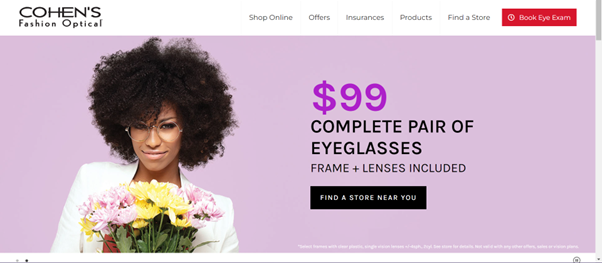 COHEN'S
Fashion Optical
Shop Online Offers Insurances Products Find a Store Book Eye Exam
$99
COMPLETE PAIR OF
EYEGLASSES
FRAME + LENSES INCLUDED
FIND A STORE NEAR YOU